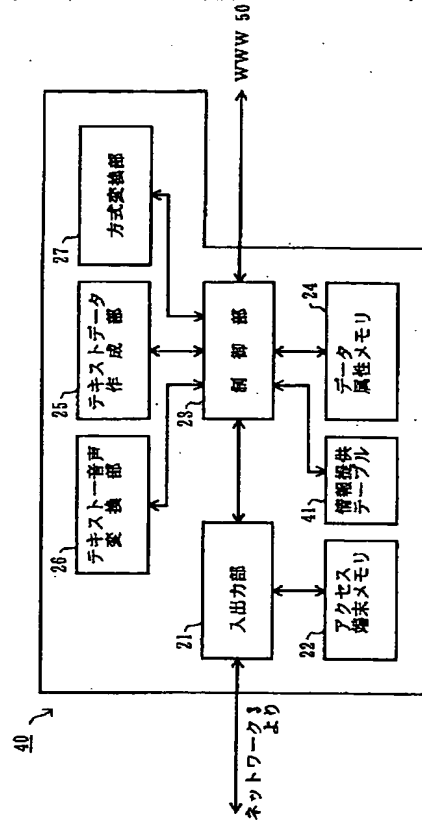 40
26
テキスト－音声
変換部
25
テキストデータ
作成部
27
方式変換部
21
入出力部
23
制御部
WWW 50
ネットワーク8
より
22
アクセス
端末メモリ
41
情報提供
テーブル
24
データ
属性メモリ